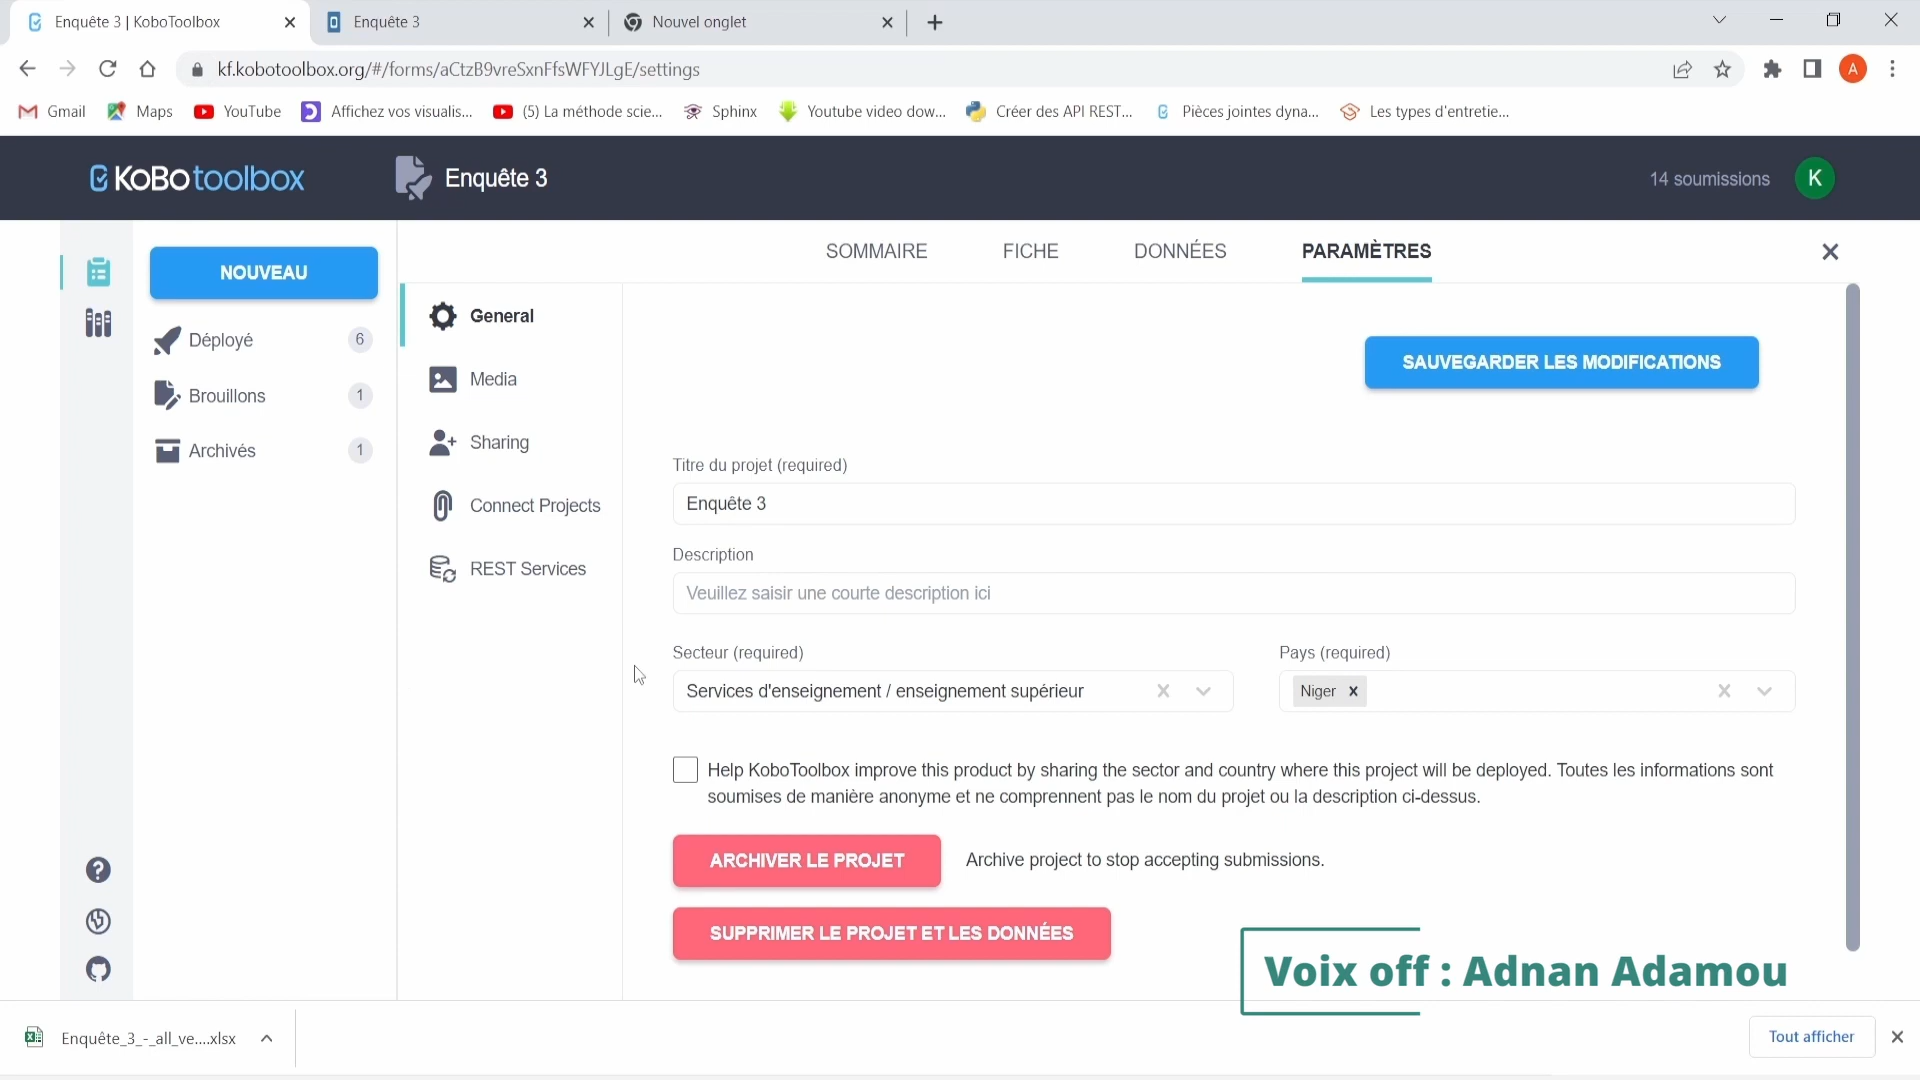 Enquête 3 | KoboToolbox
Enquête 3
Nouvel onglet
kf.kobotoolbox.org/#/forms/aCtzB9vreSxnFfsWFYJLgE/settings
A
Gmail
Maps
YouTube
Affichez vos visualis...
(5) La méthode scie...
Sphinx
Youtube video dow...
Créer des API REST...
Pièces jointes dyna...
Les types d'entretie...
KoBotoolbox
Enquête 3
14 soumissions
K
NOUVEAU
Déployé
6
Brouillons
1
Archivés
1
SOMMAIRE
FICHE
DONNÉES
PARAMÈTRES
General
Media
Sharing
Connect Projects
REST Services
SAUVEGARDER LES MODIFICATIONS
Titre du projet (required)
Enquête 3
Description
Veuillez saisir une courte description ici
Secteur (required)
Services d'enseignement / enseignement supérieur
Pays (required)
Niger
Help KoboToolbox improve this product by sharing the sector and country where this project will be deployed. Toutes les informations sont
soumises de manière anonyme et ne comprennent pas le nom du projet ou la description ci-dessus.
ARCHIVER LE PROJET
Archive project to stop accepting submissions.
SUPPRIMER LE PROJET ET LES DONNÉES
Voix off : Adnan Adamou
Enquête_3_-_all_ve....xlsx
Tout afficher